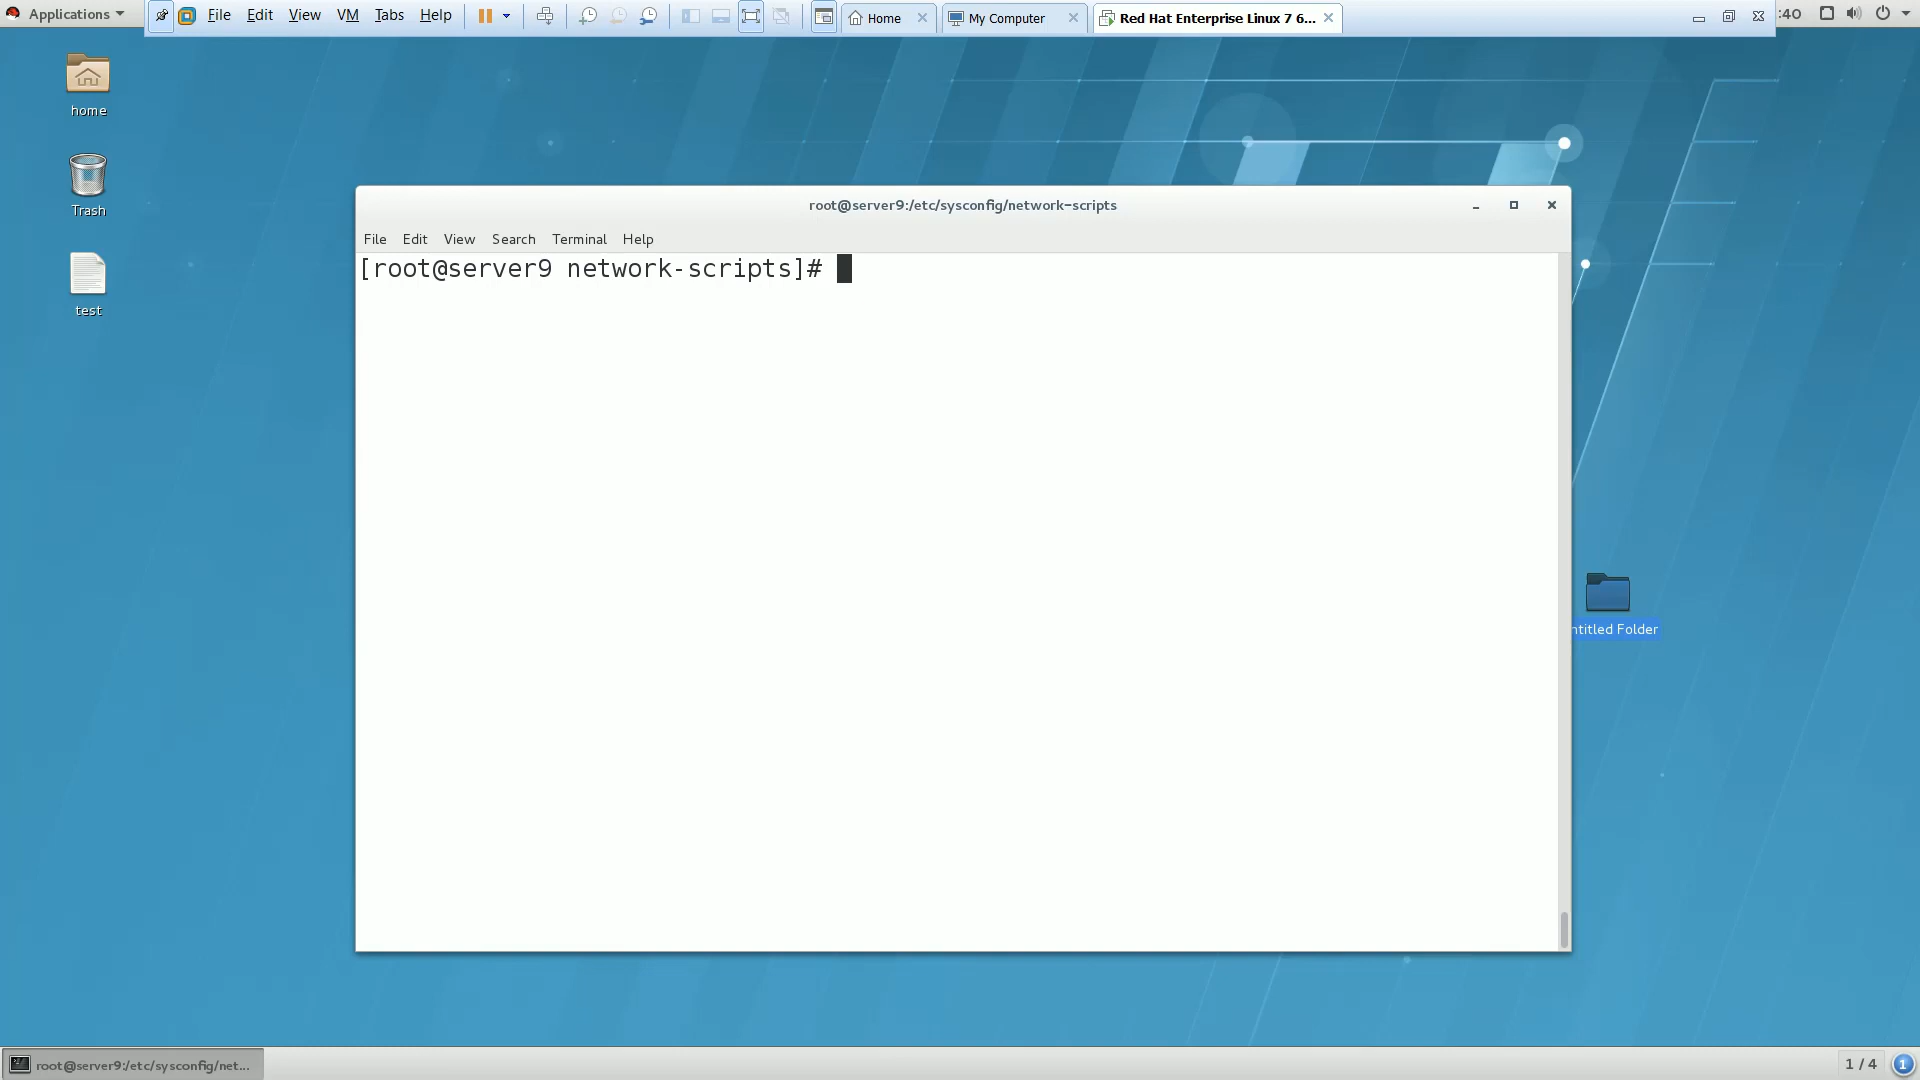 Applications
File Edit View VM Tabs Help
Home
My Computer
Red Hat Enterprise Linux 7 6...
:40
home
Trash
test
root@server9:/etc/sysconfig/network-scripts
File Edit View Search Terminal Help
[root@server9 network-scripts]#
ntitled Folder
root@server9:/etc/sysconfig/net...
1 / 4
1